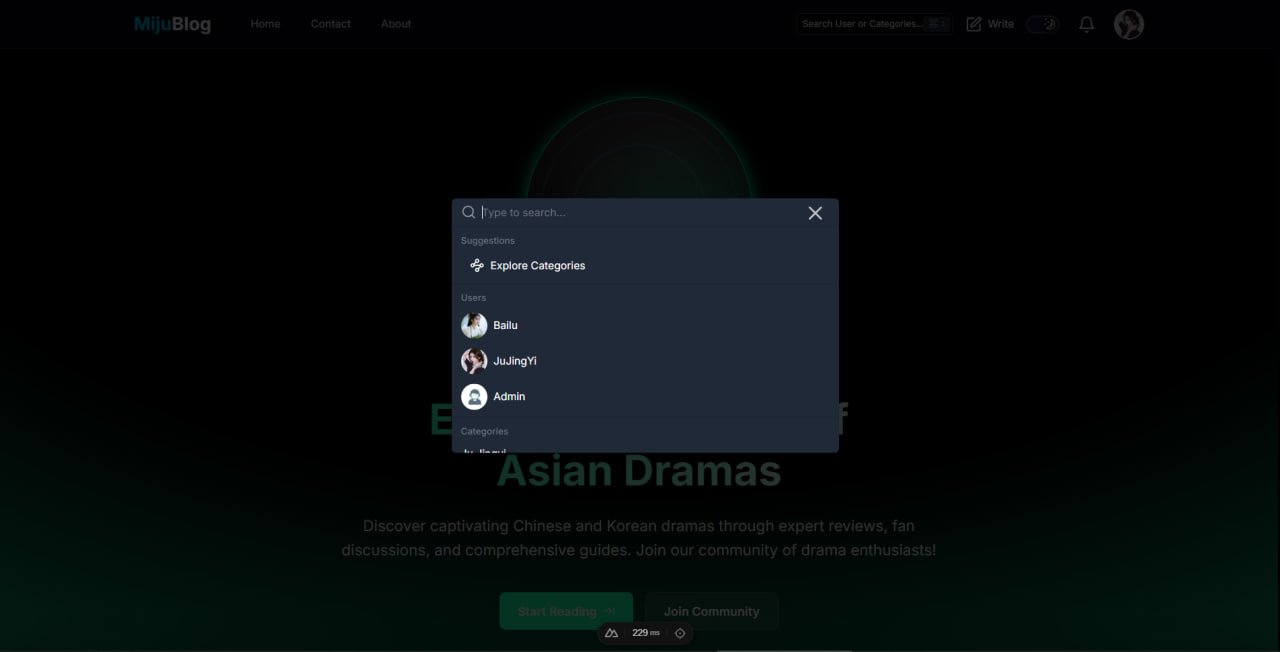 MijuBlog
Home
Contact
About
Search User or Categories...
Write
Type to search...
Suggestions
Explore Categories
Users
Bailu
JuJingYi
Admin
Categories
Asian Dramas
Discover captivating Chinese and Korean dramas through expert reviews, fan
discussions, and comprehensive guides. Join our community of drama enthusiasts!
Start Reading
Join Community
229 ms